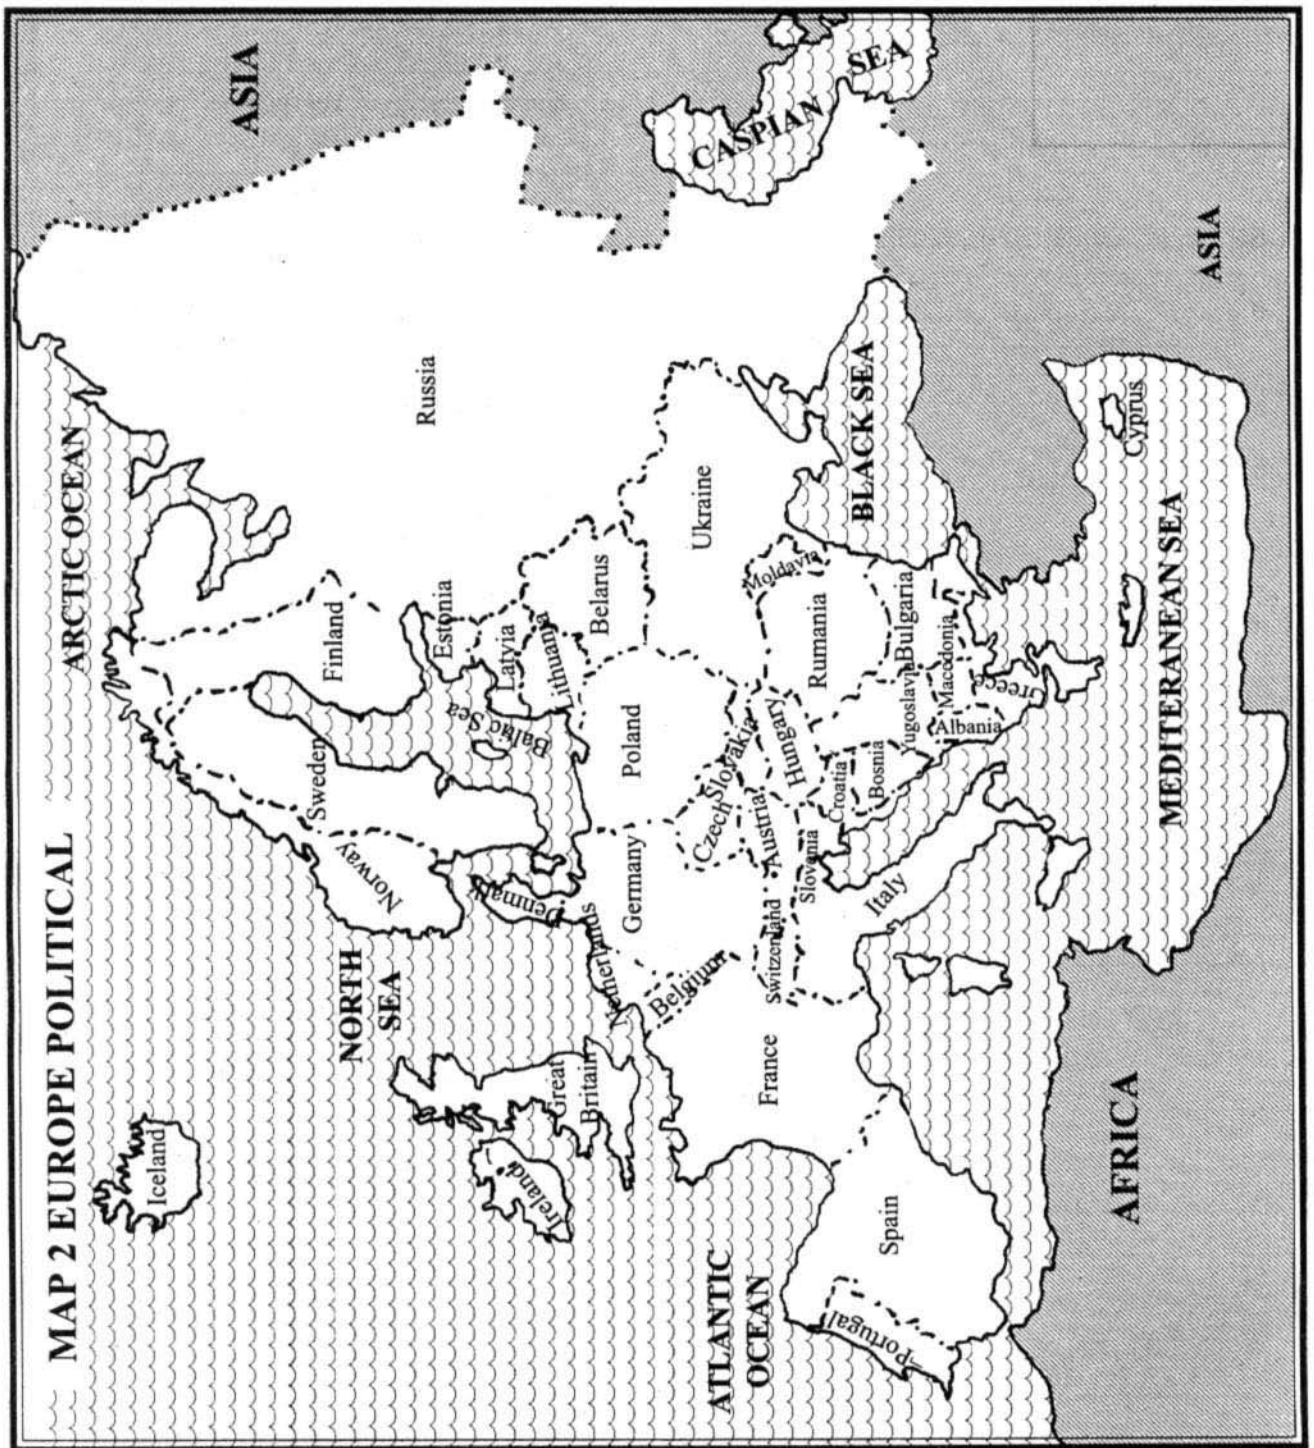 MAP 2 EUROPE POLITICAL
ARCTIC OCEAN
ASIA
Iceland
Norway
Sweden
Finland
Russia
NORTH
SEA
Estonia
Latvia
Lithuania
Baltic Sea
Denmark
Ireland
Great
Britain
Netherlands
Belgium
Germany
Poland
Belarus
Ukraine
CASPIAN SEA
ATLANTIC
OCEAN
France
Switzenland
Austria
Czech
Slovakia
Hungary
Moldavia
Rumania
Slovenia
Croatia
Bosnia
Yugoslavia
Bulgaria
BLACK SEA
Macedonia
Albania
Greece
Italy
Spain
Portugal
Cyprus
MEDITERANEAN SEA
AFRICA
ASIA